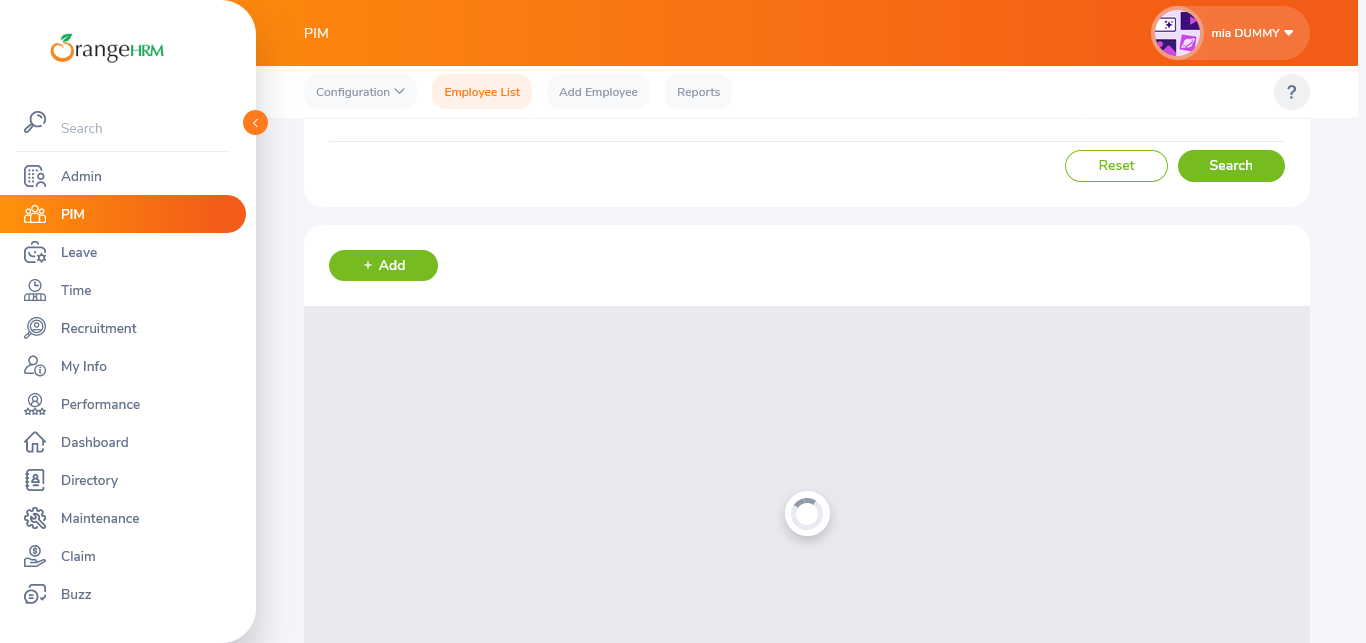 OrangeHRM
Search
Admin
PIM
Leave
Time
Recruitment
My Info
Performance
Dashboard
Directory
Maintenance
Claim
Buzz
PIM
mia DUMMY
Configuration
Employee List
Add Employee
Reports
?
Reset
Search
+ Add